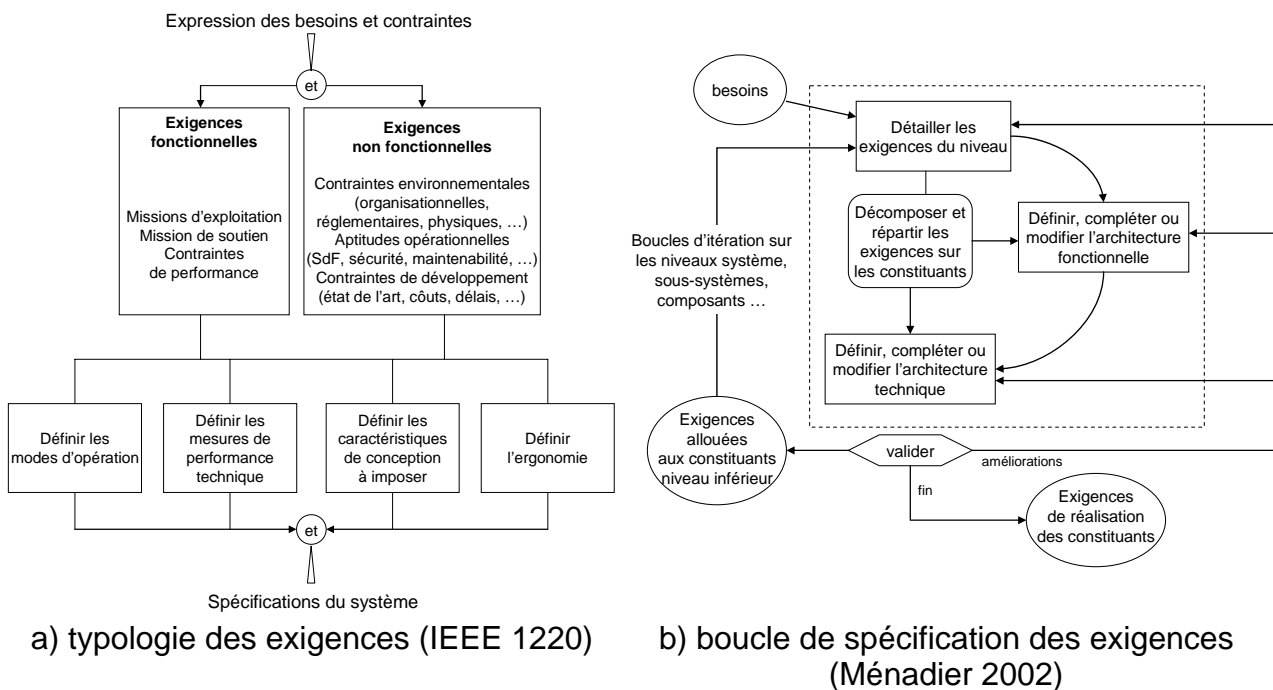 Expression des besoins et contraintes
et
Exigences
fonctionnelles
Missions d'exploitation
Mission de soutien
Contraintes
de performance
Exigences
non fonctionnelles
Contraintes environnementales
(organisationnelles,
réglementaires, physiques, …)
Aptitudes opérationnelles
(SdF, sécurité, maintenabilité, …)
Contraintes de développement
(état de l'art, côuts, délais, …)
Définir les
modes d'opération
Définir les
mesures de
performance
technique
Définir les
caractéristiques
de conception
à imposer
Définir
l'ergonomie
et
Spécifications du système
a) typologie des exigences (IEEE 1220)
besoins
Détailler les
exigences du niveau
Décomposer et
répartir les
exigences sur
les constituants
Définir, compléter ou
modifier l'architecture
fonctionnelle
Boucles d'itération sur
les niveaux système,
sous-systèmes,
composants …
Définir, compléter ou
modifier l'architecture
technique
Exigences
allouées
aux constituants
niveau inférieur
valider
améliorations
fin
Exigences
de réalisation
des constituants
b) boucle de spécification des exigences
(Ménadier 2002)